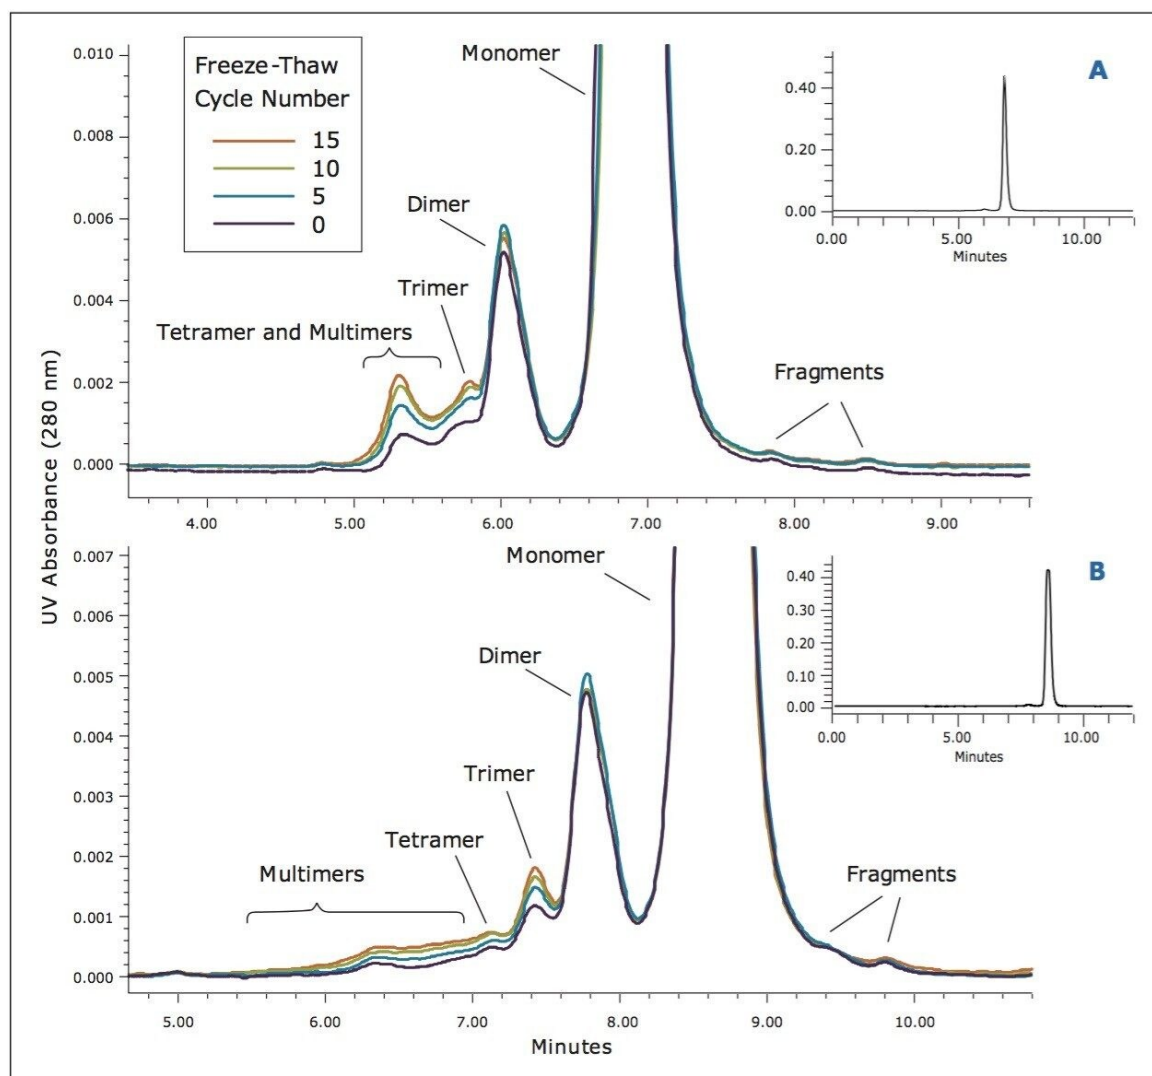 Freeze-Thaw
Cycle Number
15
10
5
0
A
Monomer
Dimer
Trimer
Tetramer and Multimers
Fragments
0.010
0.008
0.006
0.004
0.002
0.000
4.00 5.00 6.00 7.00 8.00 9.00
0.40
0.20
0.00
0.00 5.00 10.00
Minutes
UV Absorbance (280 nm)
B
Monomer
Dimer
Trimer
Tetramer
Multimers
Fragments
0.007
0.006
0.005
0.004
0.003
0.002
0.001
0.000
5.00 6.00 7.00 8.00 9.00 10.00
0.40
0.30
0.20
0.10
0.00
0.00 5.00 10.00
Minutes
Minutes